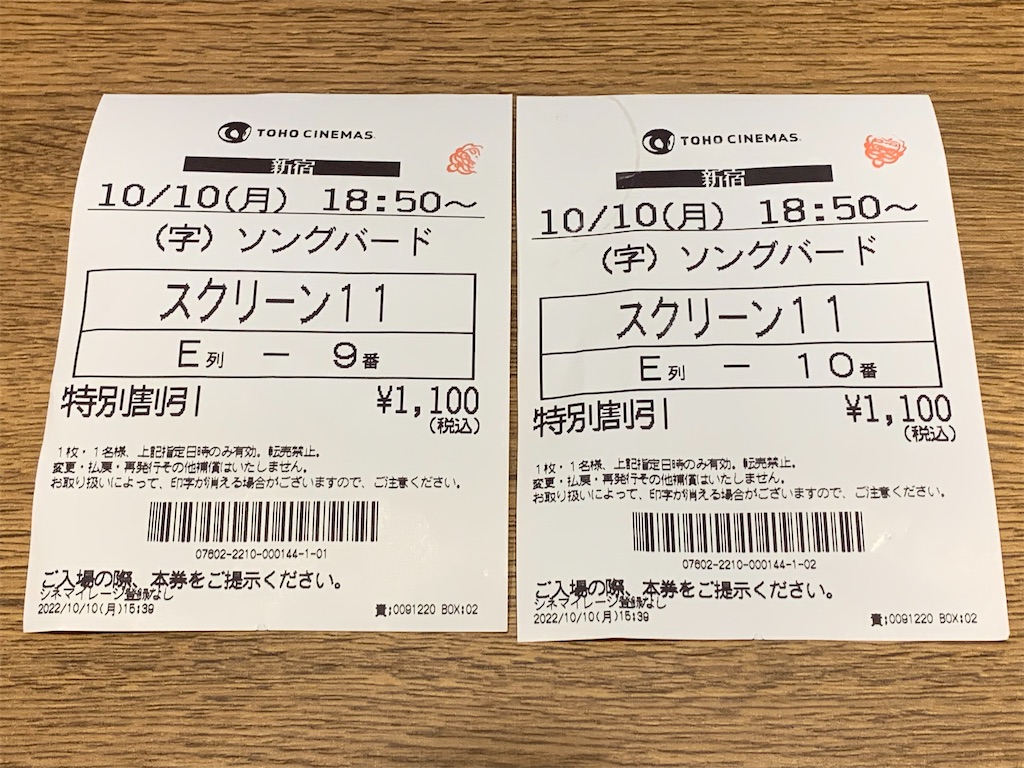 TOHO CINEMAS
新宿
10/10(月) 18:50～
(字) ソングバード
スクリーン11
E列 － 9番
特別割引 ¥1,100
(税込)
1枚・1名様、上記指定日時のみ有効。転売禁止。
変更・払戻・再発行その他補償はいたしません。
お取り扱いによって、印字が消える場合がございますので、ご注意ください。
07602-2210-000144-1-01
ご入場の際、本券をご提示ください。
シネマイレージ登録なし
2022/10/10(月)15:39 責:0091220 BOX:02
TOHO CINEMAS
新宿
10/10(月) 18:50～
(字) ソングバード
スクリーン11
E列 － 10番
特別割引 ¥1,100
(税込)
1枚・1名様、上記指定日時のみ有効。転売禁止。
変更・払戻・再発行その他補償はいたしません。
お取り扱いによって、印字が消える場合がございますので、ご注意ください。
07602-2210-000144-1-02
ご入場の際、本券をご提示ください。
シネマイレージ登録なし
2022/10/10(月)15:39 責:0091220 BOX:02